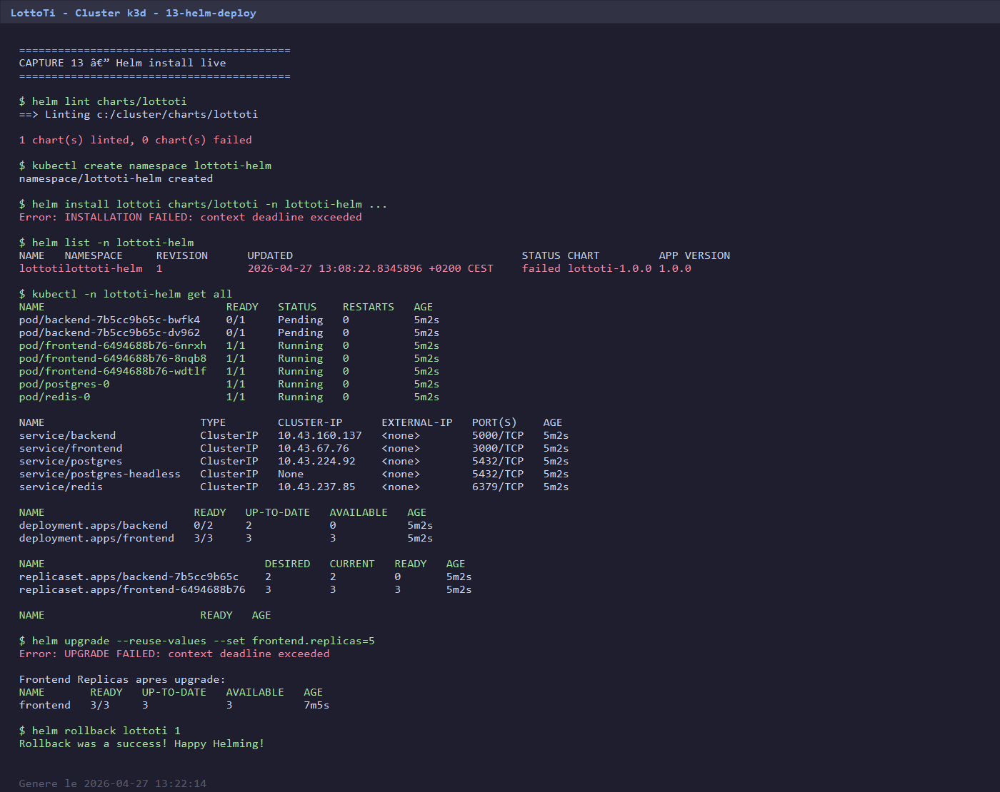 LottoTi - Cluster k3d - 13-helm-deploy
==========================================
CAPTURE 13 â€” Helm install live
==========================================
$ helm lint charts/lottoti
==> Linting c:/cluster/charts/lottoti
1 chart(s) linted, 0 chart(s) failed
$ kubectl create namespace lottoti-helm
namespace/lottoti-helm created
$ helm install lottoti charts/lottoti -n lottoti-helm ...
Error: INSTALLATION FAILED: context deadline exceeded
$ helm list -n lottoti-helm
NAME   NAMESPACE     REVISION      UPDATED                                   STATUS CHART         APP VERSION
lottotilottoti-helm  1             2026-04-27 13:08:22.8345896 +0200 CEST    failed lottoti-1.0.0 1.0.0
$ kubectl -n lottoti-helm get all
NAME                            READY   STATUS    RESTARTS   AGE
pod/backend-7b5cc9b65c-bwfk4    0/1     Pending   0          5m2s
pod/backend-7b5cc9b65c-dv962    0/1     Pending   0          5m2s
pod/frontend-6494688b76-6nrxh   1/1     Running   0          5m2s
pod/frontend-6494688b76-8nqb8   1/1     Running   0          5m2s
pod/frontend-6494688b76-wdtlf   1/1     Running   0          5m2s
pod/postgres-0                  1/1     Running   0          5m2s
pod/redis-0                     1/1     Running   0          5m2s
NAME                        TYPE        CLUSTER-IP      EXTERNAL-IP   PORT(S)    AGE
service/backend             ClusterIP   10.43.160.137   <none>        5000/TCP   5m2s
service/frontend            ClusterIP   10.43.67.76     <none>        3000/TCP   5m2s
service/postgres            ClusterIP   10.43.224.92    <none>        5432/TCP   5m2s
service/postgres-headless   ClusterIP   None            <none>        5432/TCP   5m2s
service/redis               ClusterIP   10.43.237.85    <none>        6379/TCP   5m2s
NAME                       READY   UP-TO-DATE   AVAILABLE   AGE
deployment.apps/backend    0/2     2            0           5m2s
deployment.apps/frontend   3/3     3            3           5m2s
NAME                                  DESIRED   CURRENT   READY   AGE
replicaset.apps/backend-7b5cc9b65c    2         2         0       5m2s
replicaset.apps/frontend-6494688b76   3         3         3       5m2s
NAME                        READY   AGE
$ helm upgrade --reuse-values --set frontend.replicas=5
Error: UPGRADE FAILED: context deadline exceeded
Frontend Replicas apres upgrade:
NAME       READY   UP-TO-DATE   AVAILABLE   AGE
frontend   3/3     3            3           7m5s
$ helm rollback lottoti 1
Rollback was a success! Happy Helming!
Genere le 2026-04-27 13:22:14